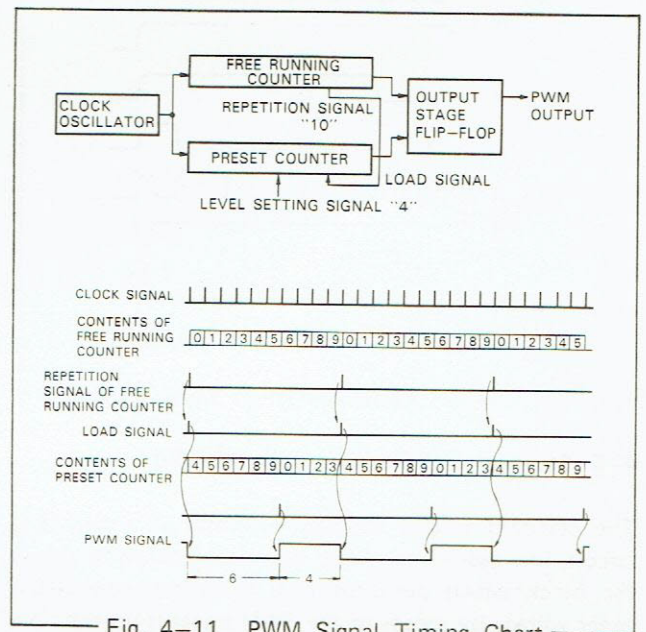 FREE RUNNING
COUNTER
CLOCK
OSCILLATOR
REPETITION SIGNAL
"10"
OUTPUT
STAGE
FLIP-FLOP
PWM
OUTPUT
PRESET COUNTER
LOAD SIGNAL
LEVEL SETTING SIGNAL "4"
CLOCK SIGNAL
CONTENTS OF
FREE RUNNING
COUNTER
0 1 2 3 4 5 6 7 8 9 0 1 2 3 4 5 6 7 8 9 0 1 2 3 4 5
REPETITION
SIGNAL OF FREE
RUNNING COUNTER
LOAD SIGNAL
CONTENTS OF
PRESET COUNTER
4 5 6 7 8 9 0 1 2 3 4 5 6 7 8 9 0 1 2 3 4 5 6 7 8 9
PWM SIGNAL
6 4
Fig. 4-11 PWM Signal Timing Chart